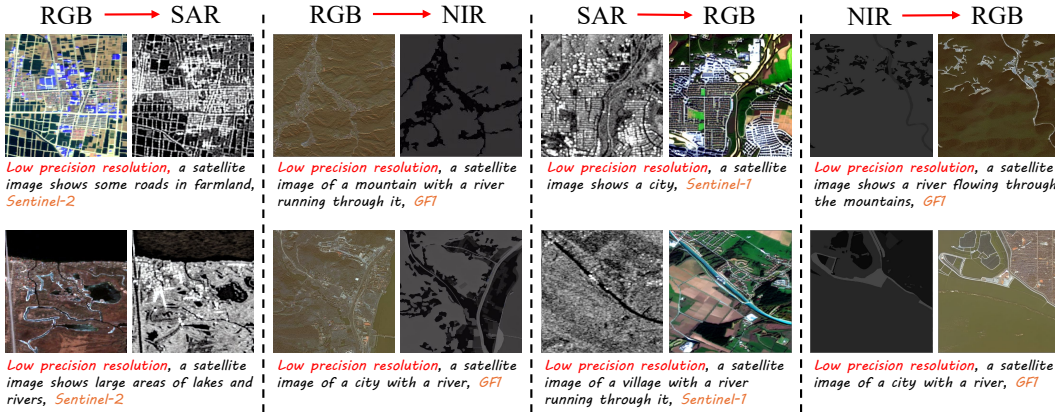 RGB → SAR
RGB → NIR
SAR → RGB
NIR → RGB
Low precision resolution, a satellite
image shows some roads in farmland,
Sentinel-2
Low precision resolution, a satellite
image of a mountain with a river
running through it, GF1
Low precision resolution, a satellite
image shows a city, Sentinel-1
Low precision resolution, a satellite
image shows a river flowing through
the mountains, GF1
Low precision resolution, a satellite
image shows large areas of lakes and
rivers, Sentinel-2
Low precision resolution, a satellite
image of a city with a river, GF1
Low precision resolution, a satellite
image of a village with a river
running through it, Sentinel-1
Low precision resolution, a satellite
image of a city with a river, GF1